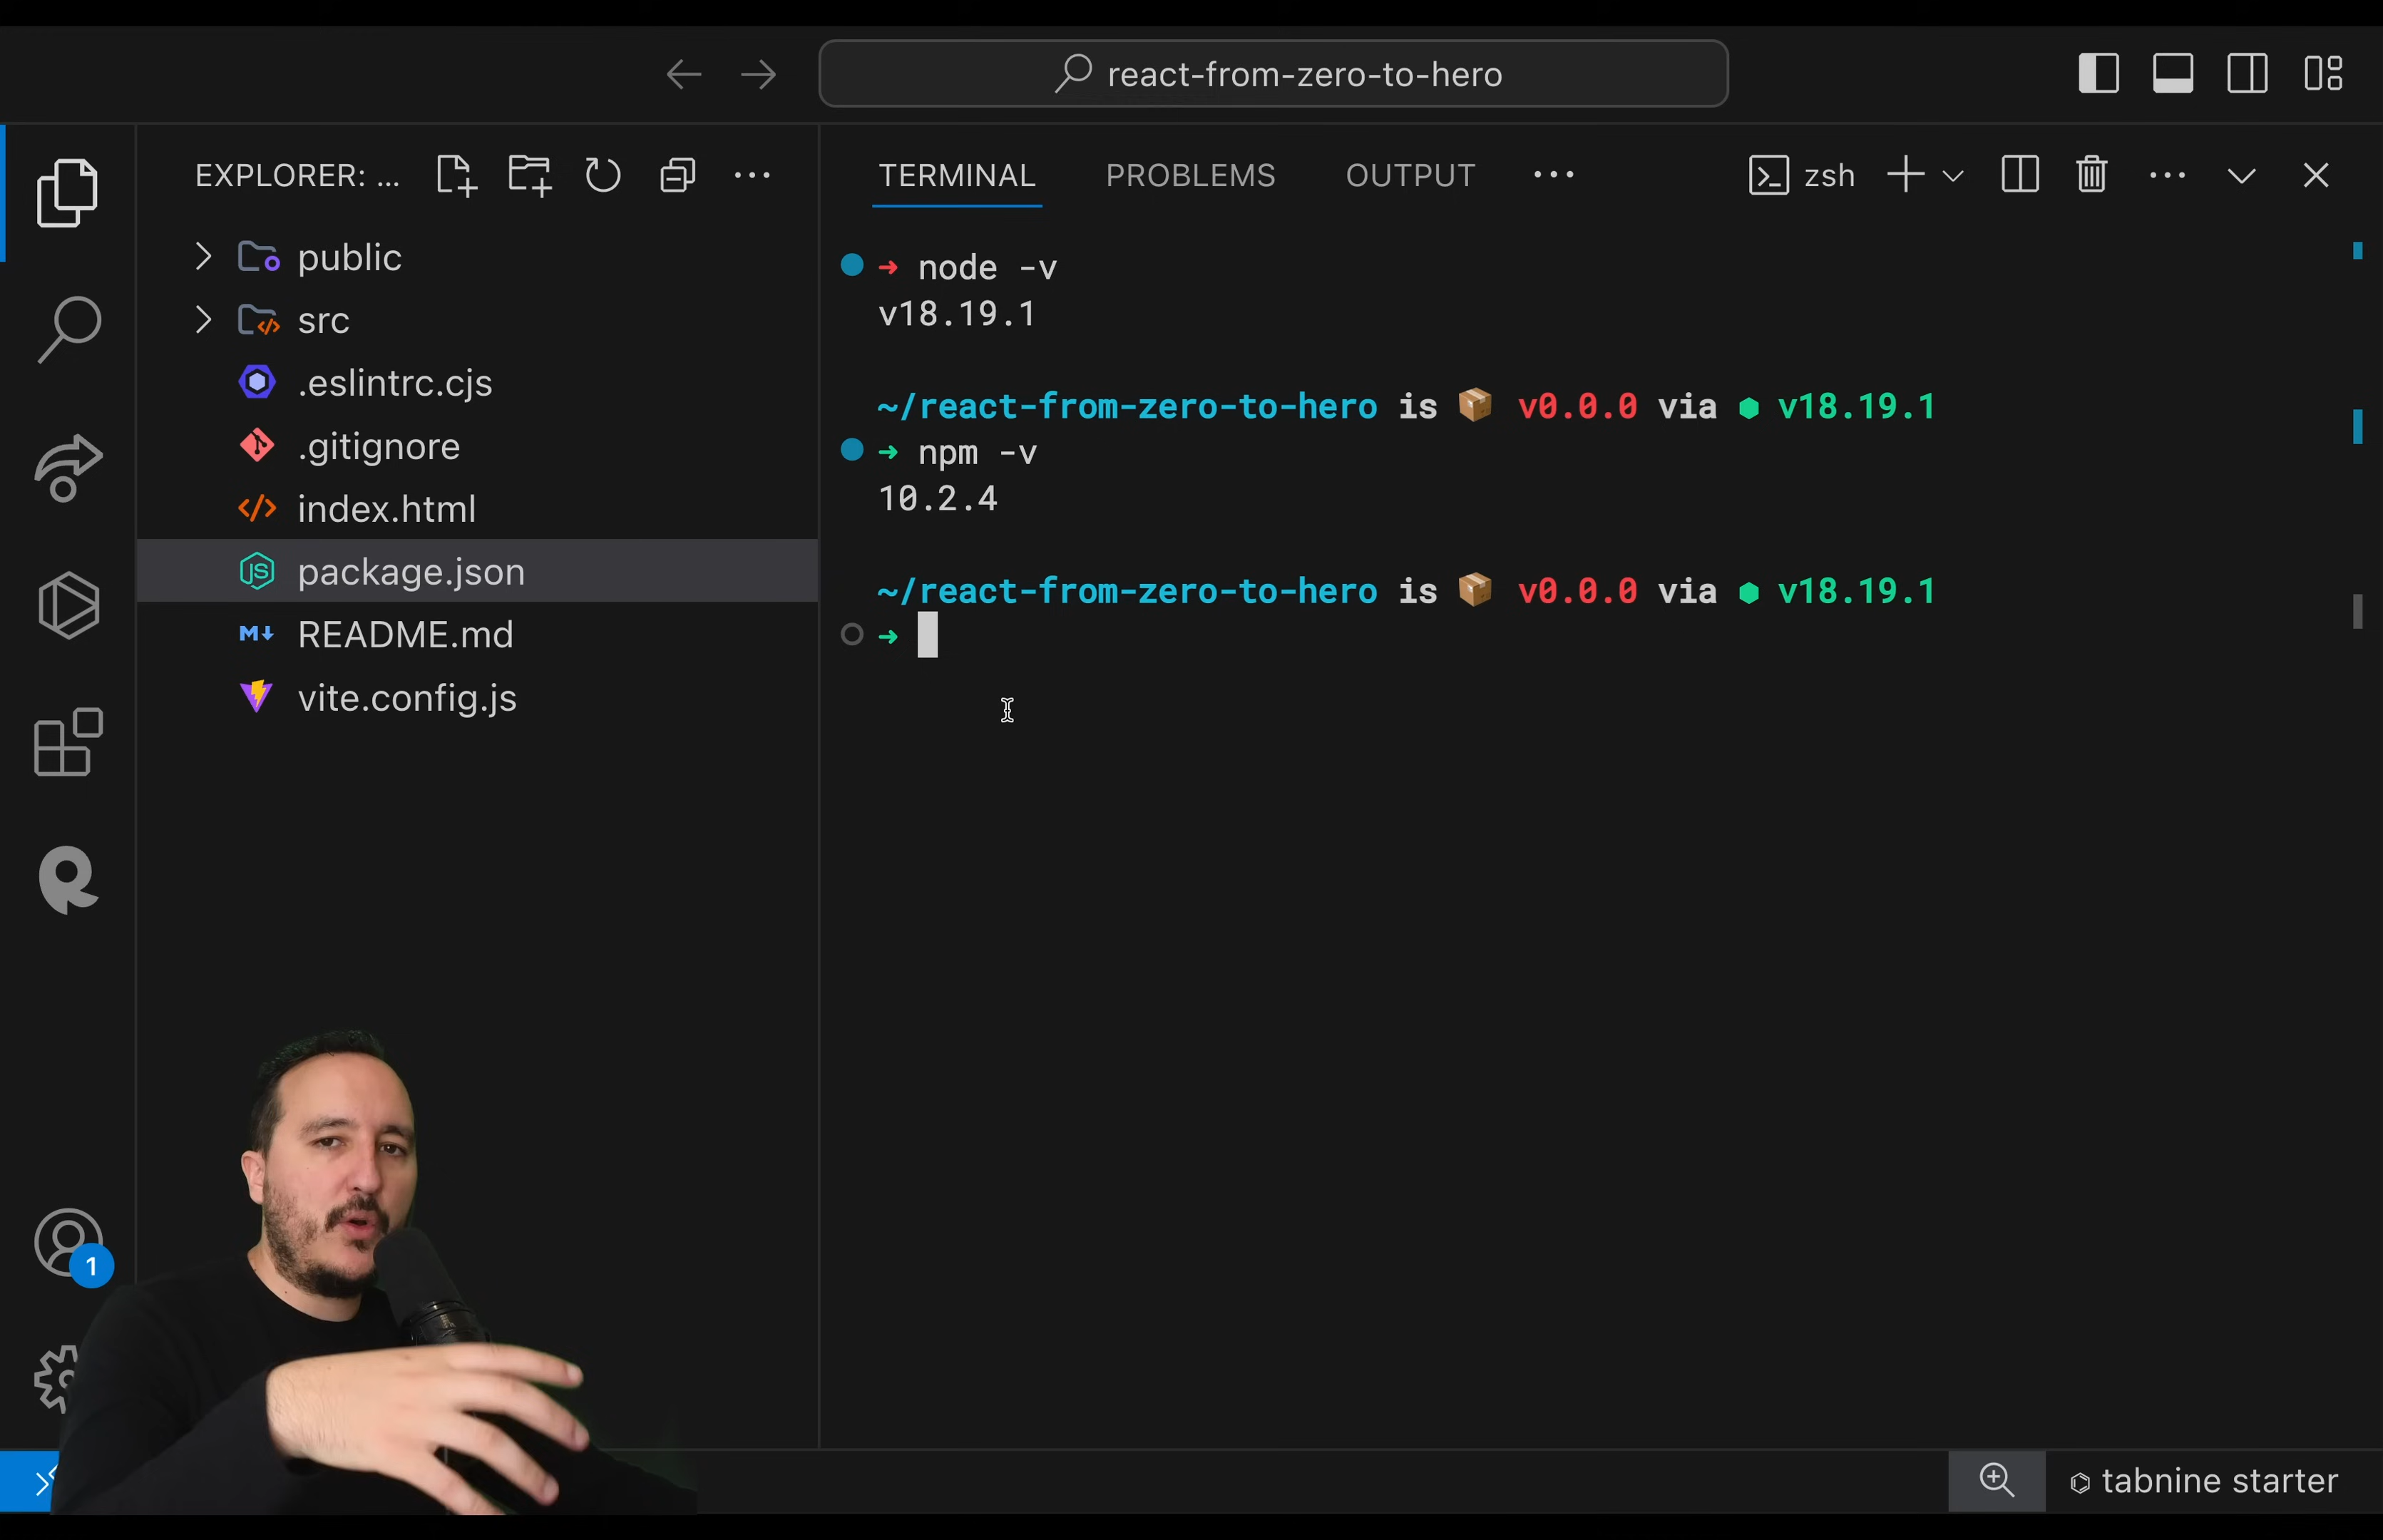 react-from-zero-to-hero
EXPLORER: ...
public
src
.eslintrc.cjs
.gitignore
index.html
package.json
README.md
vite.config.js
1
TERMINAL PROBLEMS OUTPUT
zsh
node -v
v18.19.1
~/react-from-zero-to-hero is 📦 v0.0.0 via ⬢ v18.19.1
➜ npm -v
10.2.4
~/react-from-zero-to-hero is 📦 v0.0.0 via ⬢ v18.19.1
➜
tabnine starter